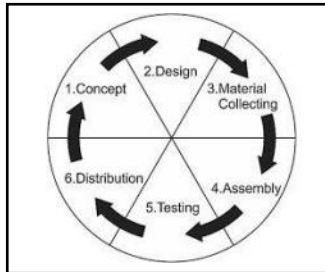 1.Concept
2.Design
3.Material
Collecting
4.Assembly
5.Testing
6.Distribution